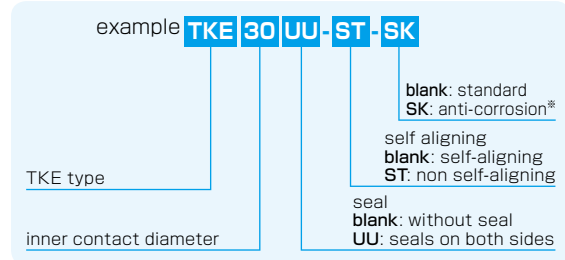 example TKE 30 UU - ST - SK
blank: standard
SK: anti-corrosion※
self aligning
blank: self-aligning
ST: non self-aligning
TKE type
seal
blank: without seal
UU: seals on both sides
inner contact diameter